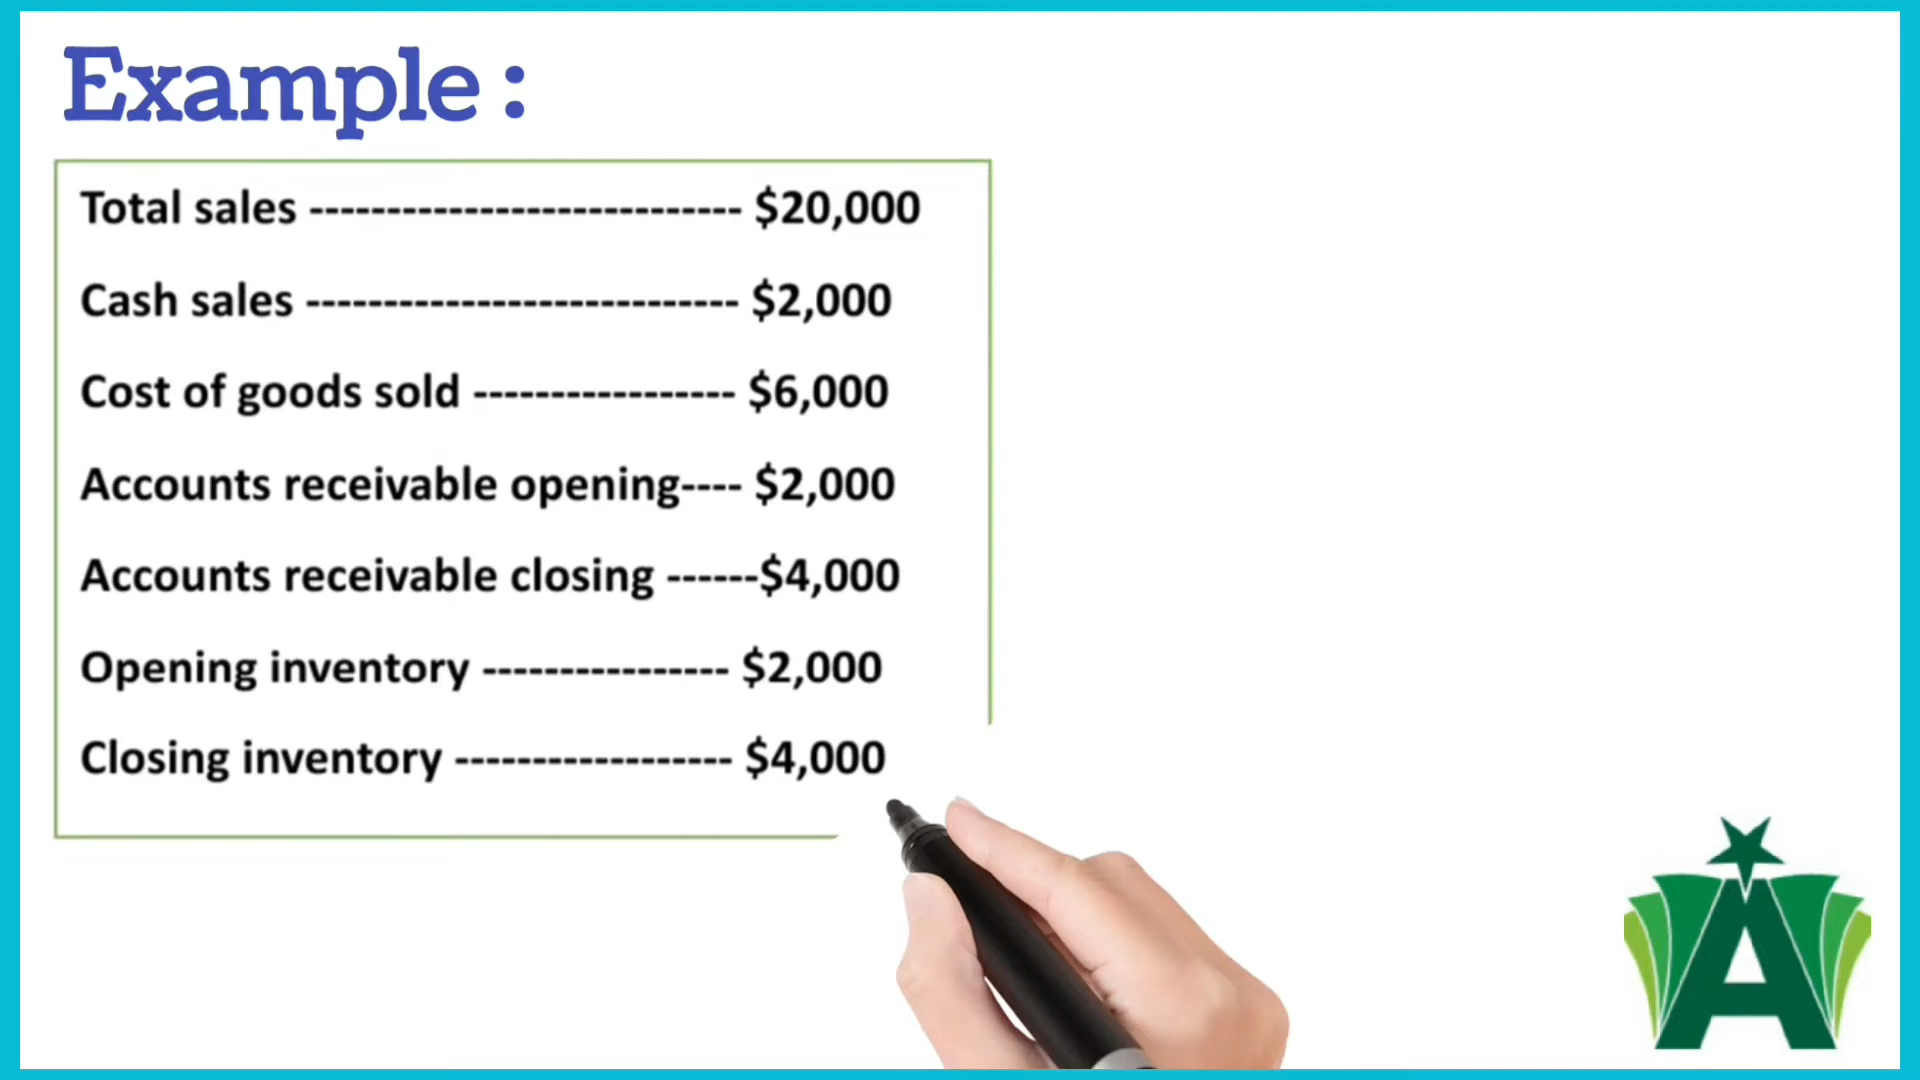 Example :
Total sales ---------------------------- $20,000
Cash sales ---------------------------- $2,000
Cost of goods sold ----------------- $6,000
Accounts receivable opening---- $2,000
Accounts receivable closing ------$4,000
Opening inventory ---------------- $2,000
Closing inventory ------------------ $4,000
A